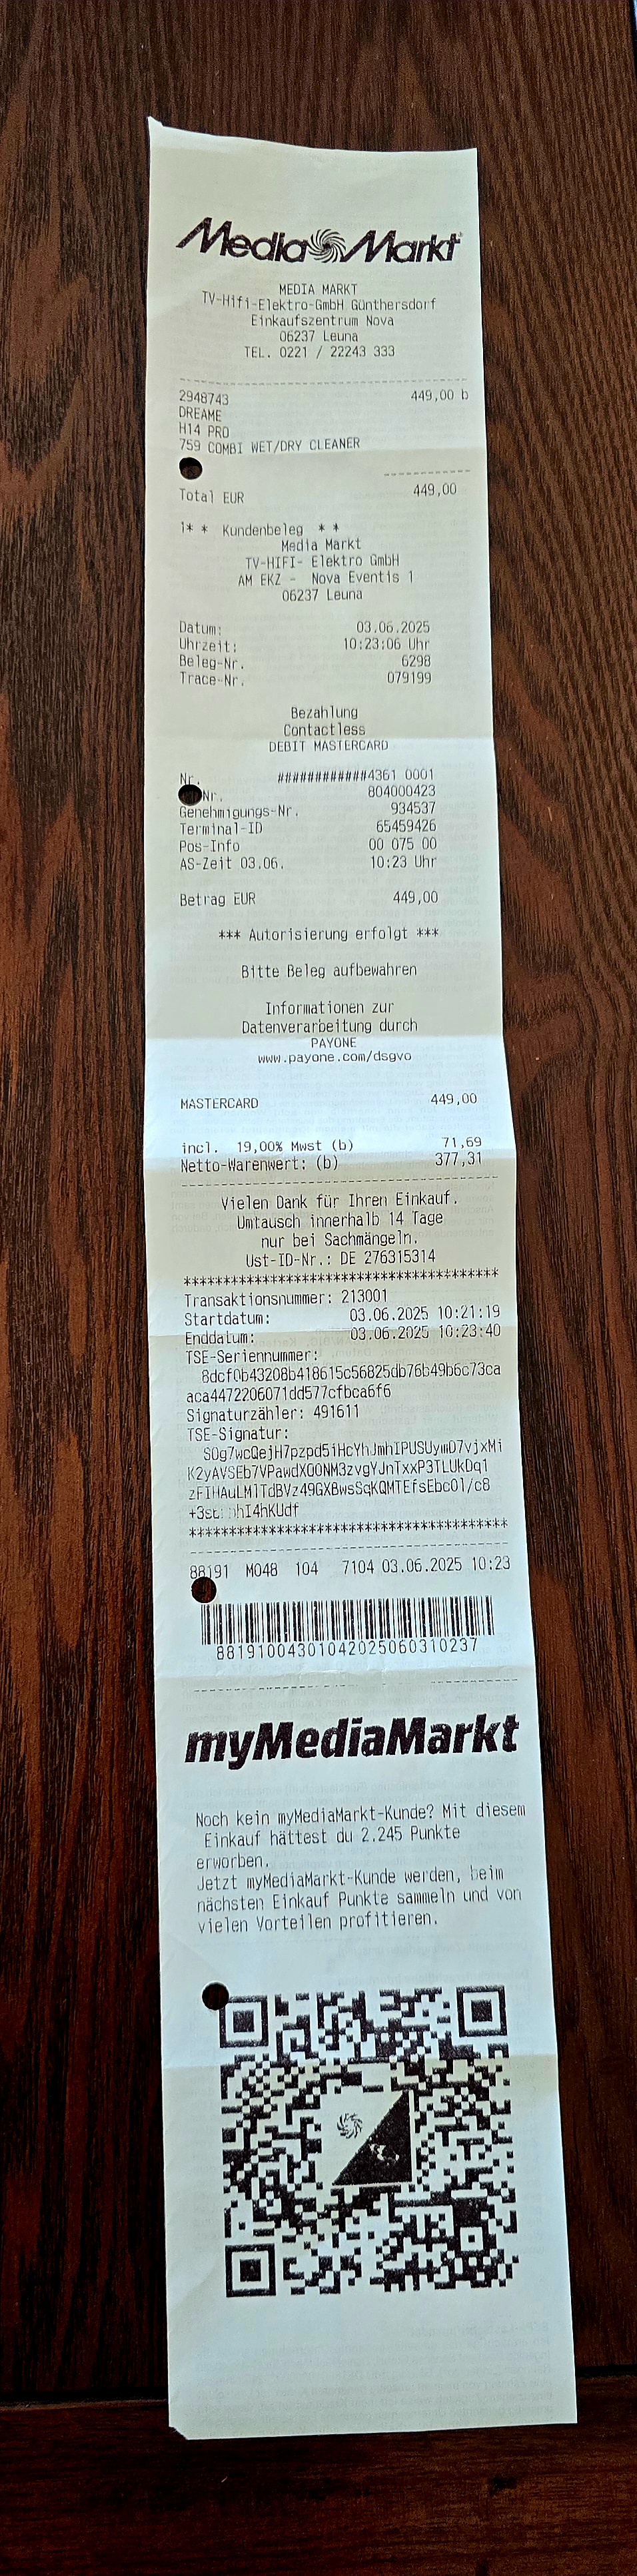 Media Markt
MEDIA MARKT
TV-Hifi-Elektro-GmbH Günthersdorf
Einkaufszentrum Nova
06237 Leuna
TEL. 0221 / 22243 333
2948743 449,00 b
DREAME
H14 PRO
759 COMBI WET/DRY CLEANER
Total EUR 449,00
1* * Kundenbeleg * *
Media Markt
TV-HIFI- Elektro GmbH
AM EKZ - Nova Eventis 1
06237 Leuna
Datum: 03.06.2025
Uhrzeit: 10:23:06 Uhr
Beleg-Nr. 6298
Trace-Nr. 079199
Bezahlung
Contactless
DEBIT MASTERCARD
Nr. ############4361 0001
Nr. 804000423
Genehmigungs-Nr. 934537
Terminal-ID 65459426
Pos-Info 00 075 00
AS-Zeit 03.06. 10:23 Uhr
Betrag EUR 449,00
*** Autorisierung erfolgt ***
Bitte Beleg aufbewahren
Informationen zur
Datenverarbeitung durch
PAYONE
www.payone.com/dsgvo
MASTERCARD 449,00
incl. 19,00% Mwst (b) 71,69
Netto-Warenwert: (b) 377,31
Vielen Dank für Ihren Einkauf.
Umtausch innerhalb 14 Tage
nur bei Sachmängeln.
Ust-ID-Nr.: DE 276315314
***************************************
Transaktionsnummer: 213001
Startdatum: 03.06.2025 10:21:19
Enddatum: 03.06.2025 10:23:40
TSE-Seriennummer:
8dcf0b43208b418615c56825db76b49b6c73ca
aca4472206071dd577cfbca6f6
Signaturzähler: 491611
TSE-Signatur:
***************************************
88191 M048 104 7104 03.06.2025 10:23
8819100430104202506031​0237
myMediaMarkt
Noch kein myMediaMarkt-Kunde? Mit diesem
Einkauf hättest du 2.245 Punkte
erworben.
Jetzt myMediaMarkt-Kunde werden, beim
nächsten Einkauf Punkte sammeln und von
vielen Vorteilen profitieren.